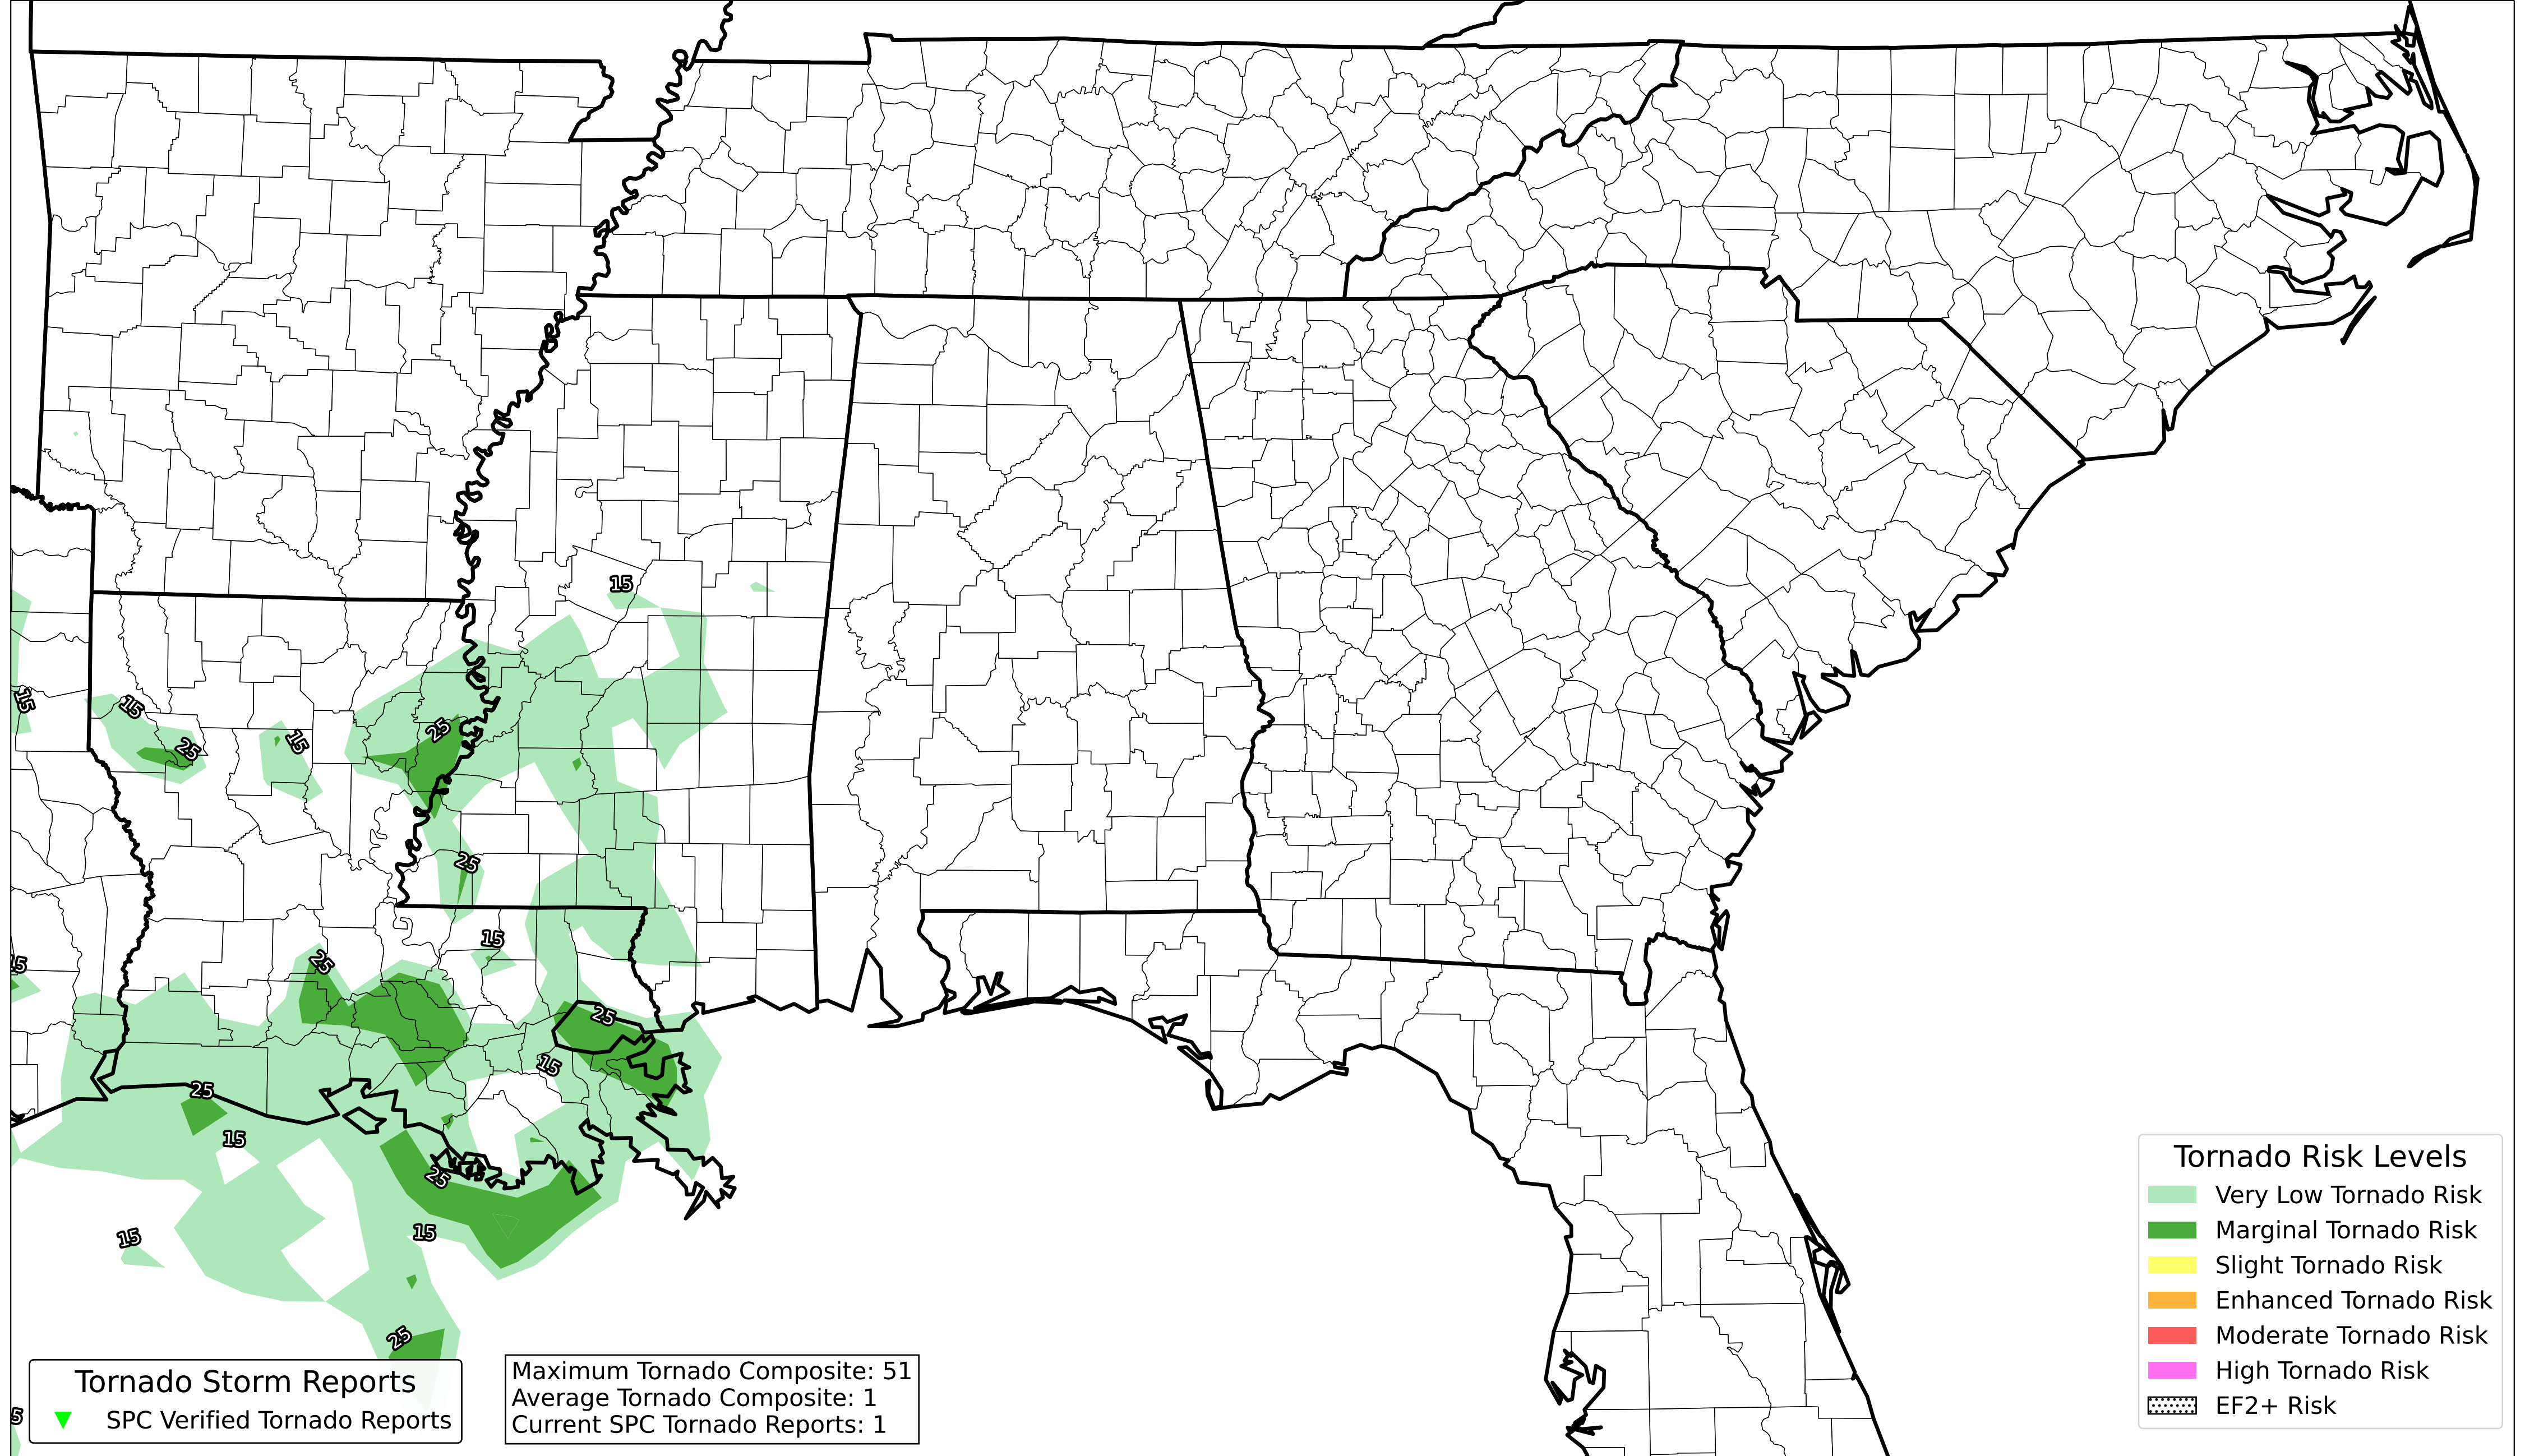 15
15
15
25
15
25
25
15
25
15
25
15
25
15
25
15
15
25
5
Tornado Storm Reports
SPC Verified Tornado Reports
Maximum Tornado Composite: 51
Average Tornado Composite: 1
Current SPC Tornado Reports: 1
Tornado Risk Levels
Very Low Tornado Risk
Marginal Tornado Risk
Slight Tornado Risk
Enhanced Tornado Risk
Moderate Tornado Risk
High Tornado Risk
EF2+ Risk